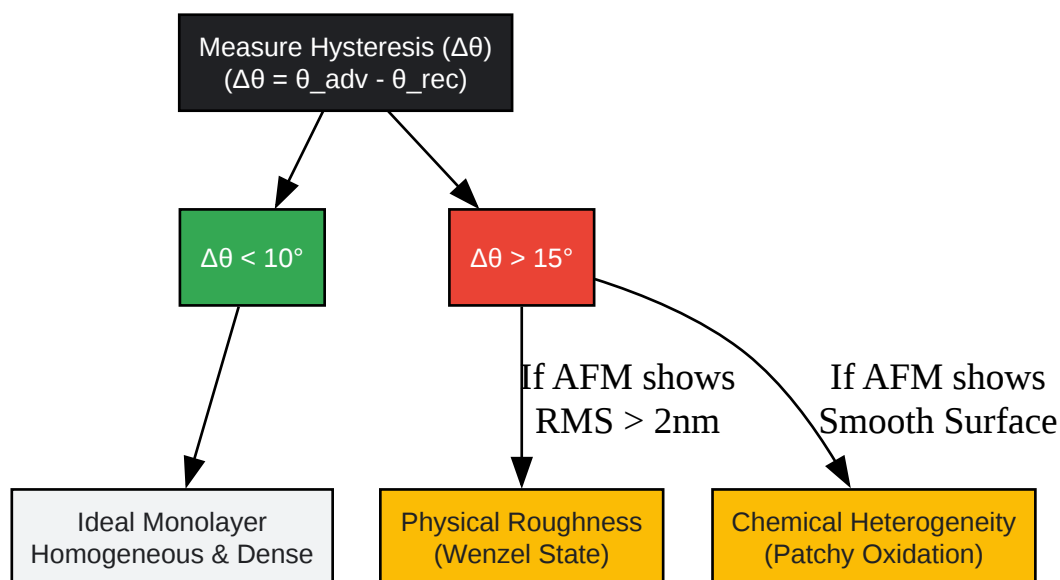 Measure Hysteresis (Δθ)
(Δθ = θ_adv - θ_rec)
Δθ < 10°
Δθ > 15°
If AFM shows
RMS > 2nm
If AFM shows
Smooth Surface
Ideal Monolayer
Homogeneous & Dense
Physical Roughness
(Wenzel State)
Chemical Heterogeneity
(Patchy Oxidation)